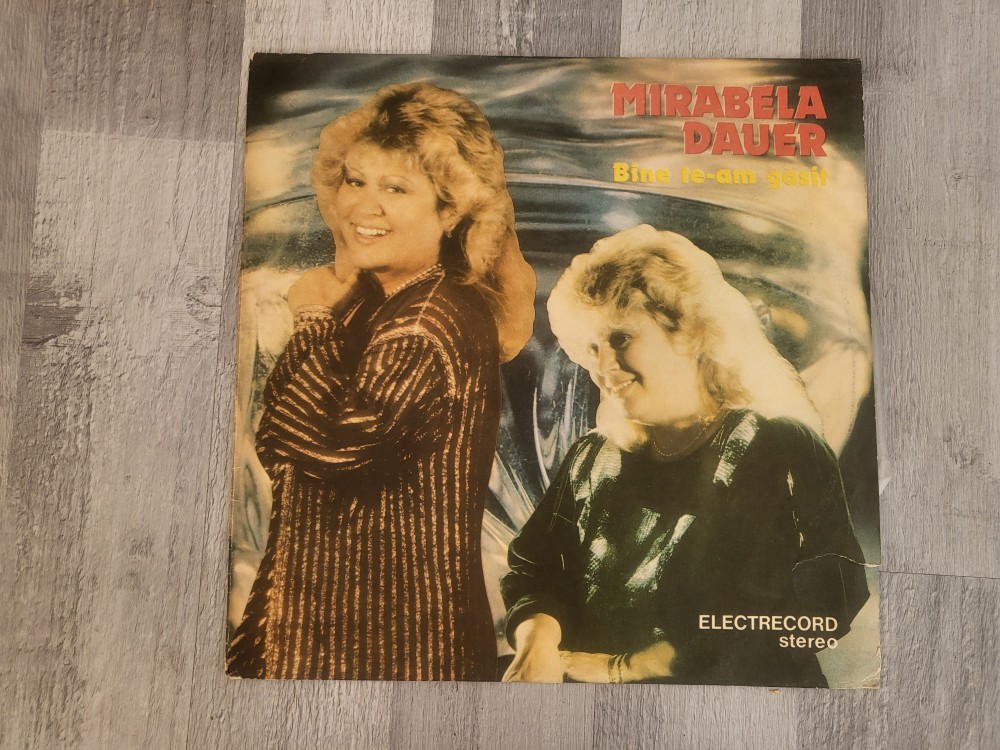 MIRABELA
DAUER
Bine te-am găsit
ELECTRECORD
stereo